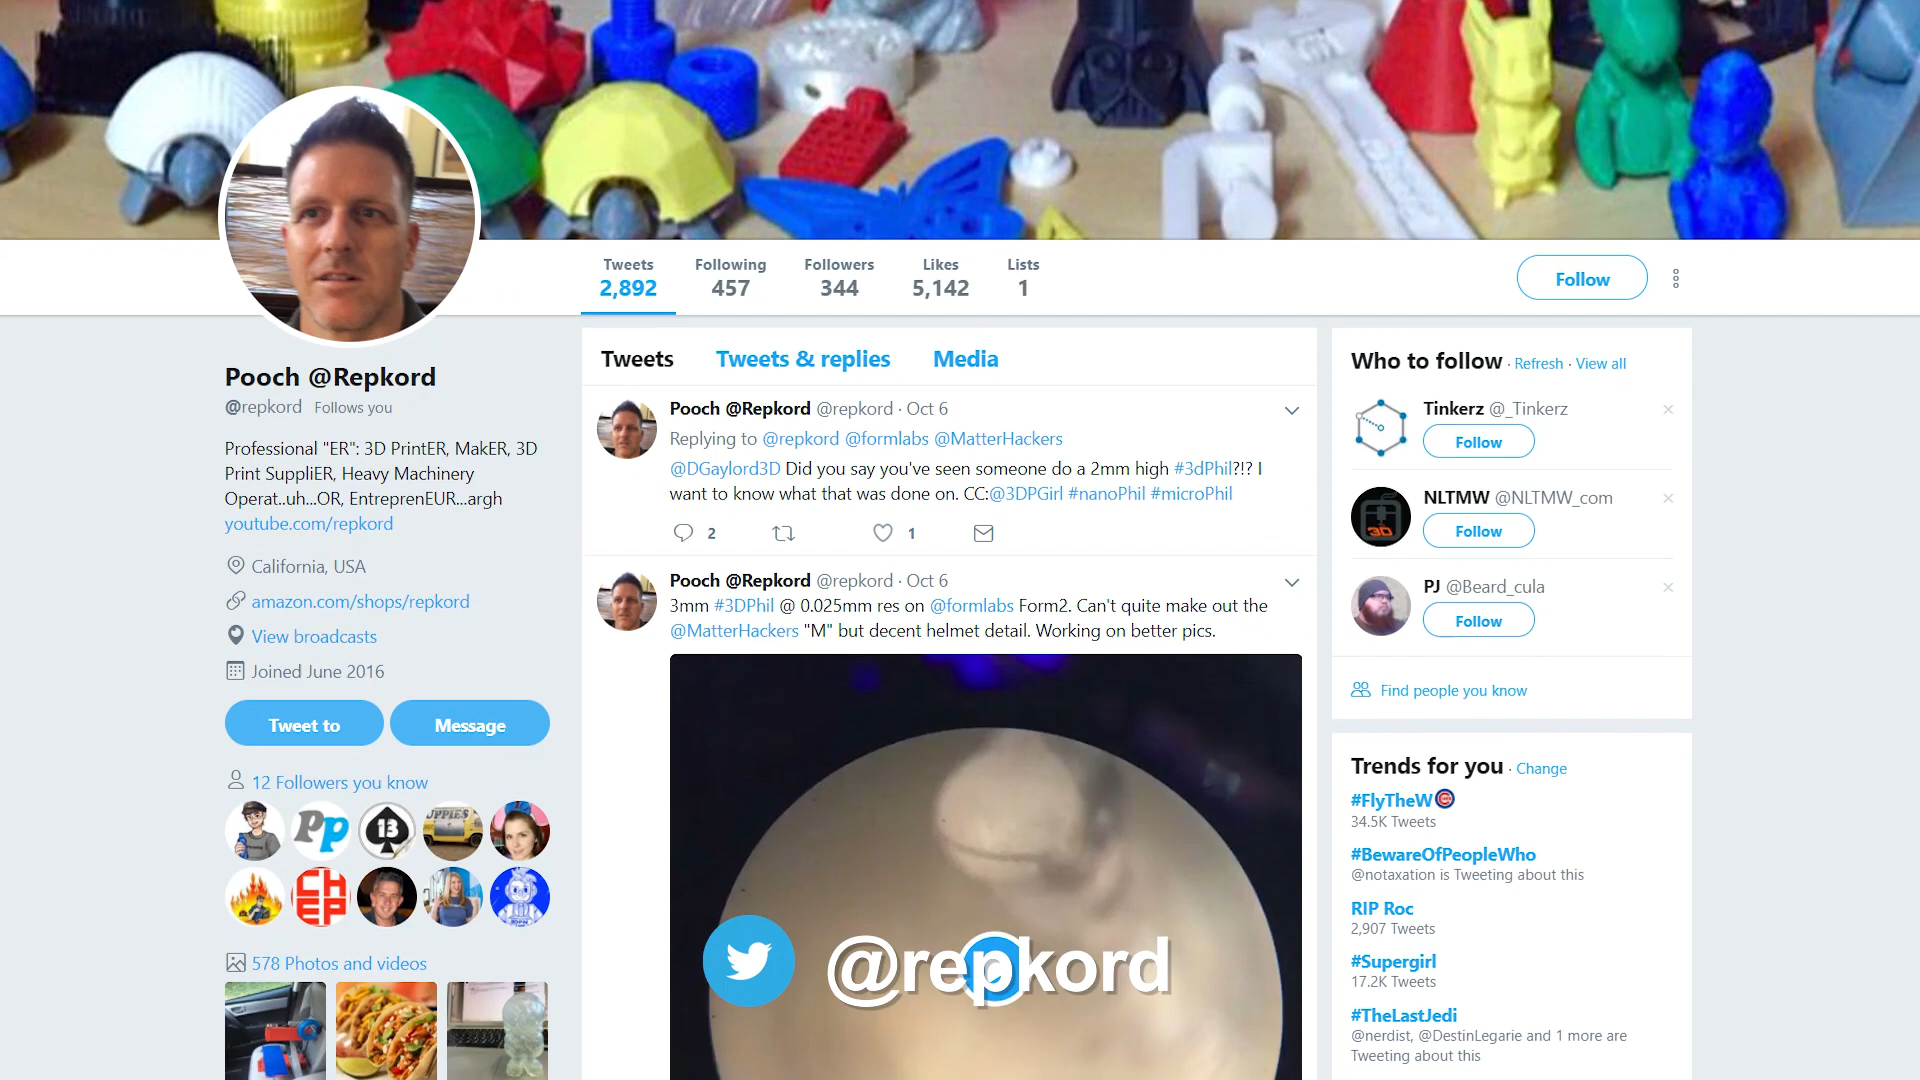 Tweets
2,892
Following
457
Followers
344
Likes
5,142
Lists
1
Follow
Pooch @Repkord
@repkord Follows you
Professional "ER": 3D PrintER, MakER, 3D
Print SuppliER, Heavy Machinery
Operat..uh...OR, EntreprenEUR...argh
youtube.com/repkord
California, USA
amazon.com/shops/repkord
View broadcasts
Joined June 2016
Tweet to
Message
12 Followers you know
Pp
13
UPPIES
CH
EP
3DPN
578 Photos and videos
Tweets
Tweets & replies
Media
Pooch @Repkord @repkord · Oct 6
Replying to @repkord @formlabs @MatterHackers
@DGaylord3D Did you say you've seen someone do a 2mm high #3dPhil?!? I
want to know what that was done on. CC:@3DPGirl #nanoPhil #microPhil
2
1
Pooch @Repkord @repkord · Oct 6
3mm #3DPhil @ 0.025mm res on @formlabs Form2. Can't quite make out the
@MatterHackers "M" but decent helmet detail. Working on better pics.
@repkord
Who to follow · Refresh · View all
Tinkerz @_Tinkerz
Follow
NLTMW @NLTMW_com
3D
Follow
PJ @Beard_cula
Follow
Find people you know
Trends for you · Change
#FlyTheW
34.5K Tweets
#BewareOfPeopleWho
@notaxation is Tweeting about this
RIP Roc
2,907 Tweets
#Supergirl
17.2K Tweets
#TheLastJedi
@nerdist, @DestinLegarie and 1 more are
Tweeting about this